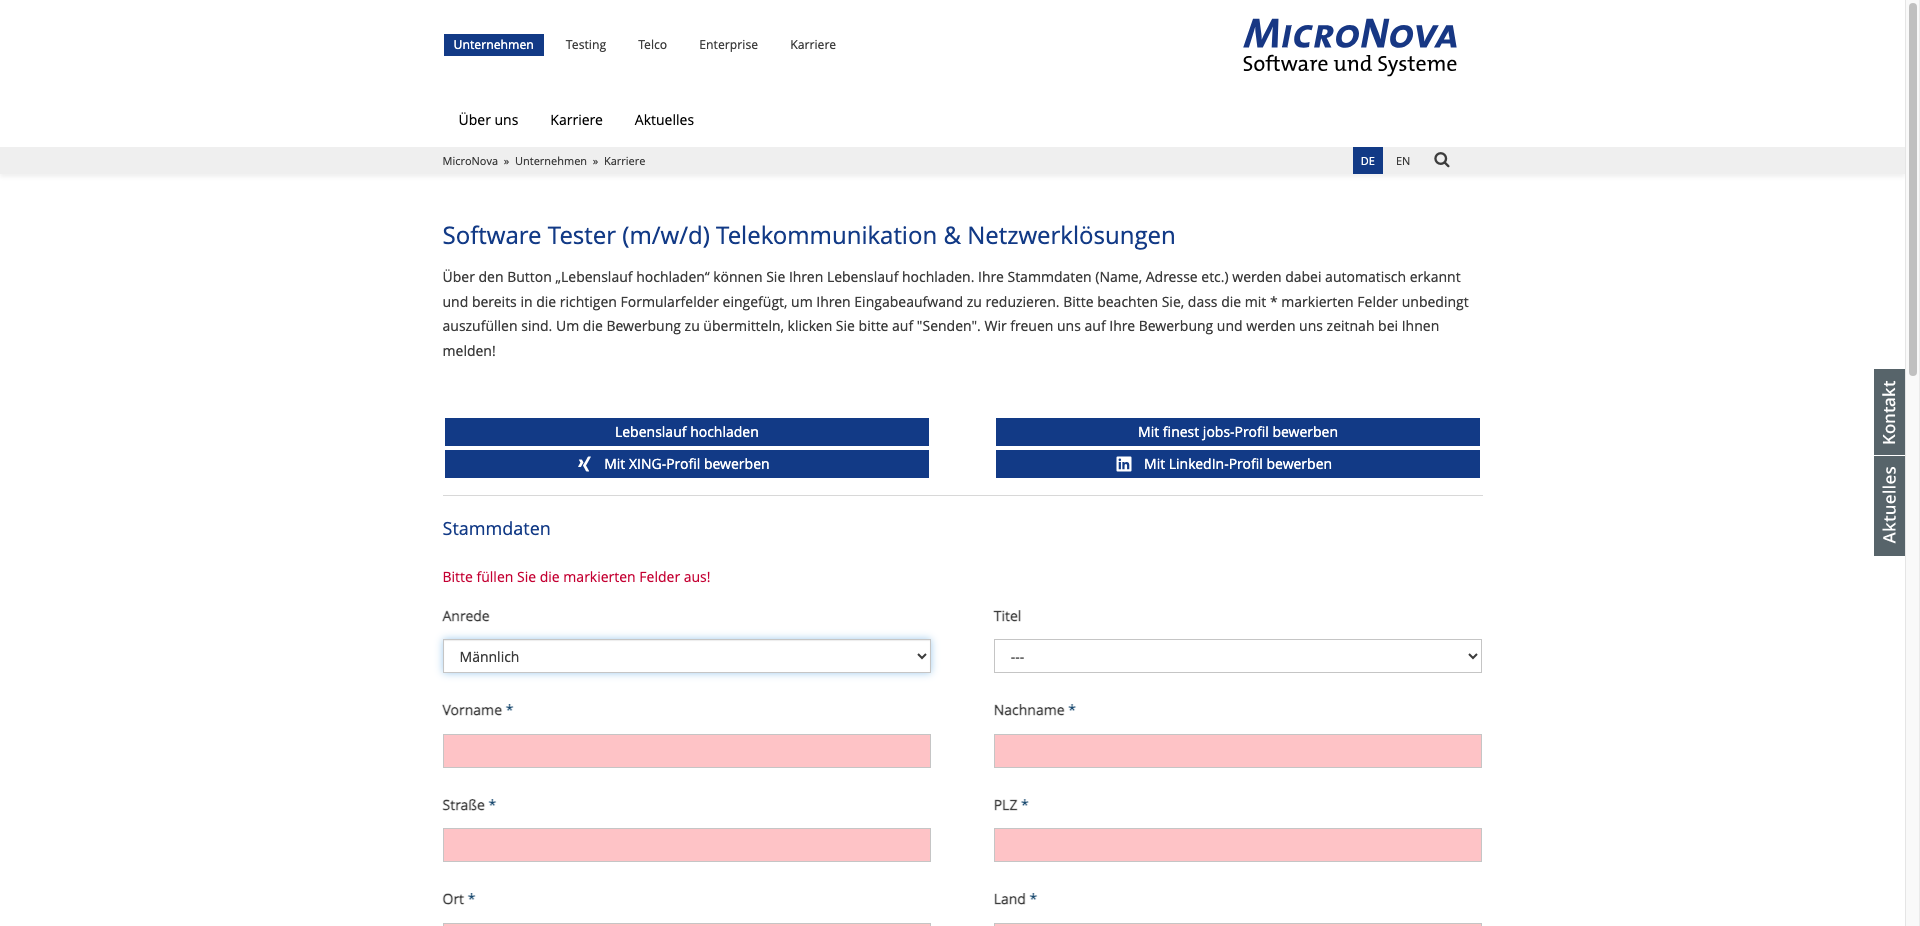 Unternehmen Testing Telco Enterprise Karriere
MICRONOVA
Software und Systeme
Über uns Karriere Aktuelles
MicroNova » Unternehmen » Karriere
DE EN
Software Tester (m/w/d) Telekommunikation & Netzwerklösungen
Über den Button „Lebenslauf hochladen“ können Sie Ihren Lebenslauf hochladen. Ihre Stammdaten (Name, Adresse etc.) werden dabei automatisch erkannt
und bereits in die richtigen Formularfelder eingefügt, um Ihren Eingabeaufwand zu reduzieren. Bitte beachten Sie, dass die mit * markierten Felder unbedingt
auszufüllen sind. Um die Bewerbung zu übermitteln, klicken Sie bitte auf "Senden". Wir freuen uns auf Ihre Bewerbung und werden uns zeitnah bei Ihnen
melden!
Kontakt
Aktuelles
Lebenslauf hochladen
Mit finest jobs-Profil bewerben
Mit XING-Profil bewerben
Mit LinkedIn-Profil bewerben
Stammdaten
Bitte füllen Sie die markierten Felder aus!
Anrede
Titel
Männlich
---
Vorname *
Nachname *
Straße *
PLZ *
Ort *
Land *